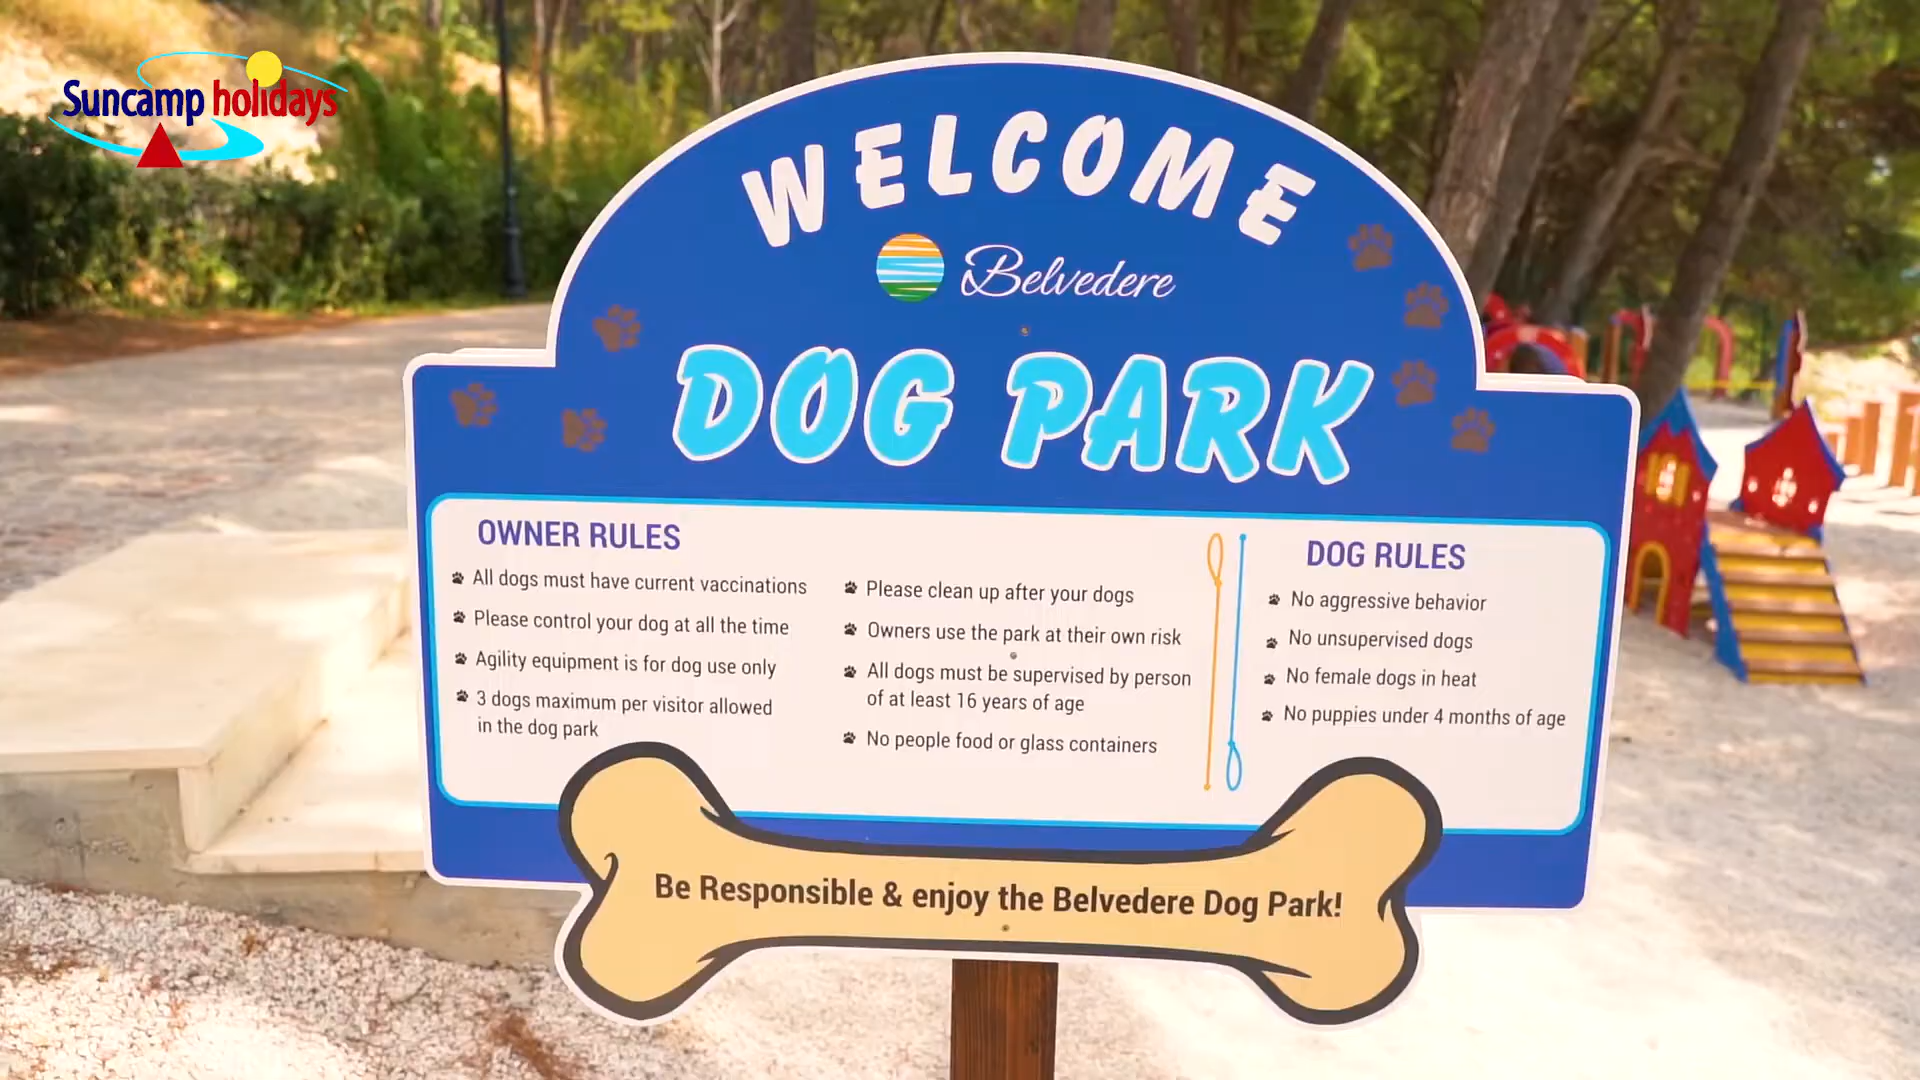 Suncamp holidays
WELCOME
Belvedere
DOG PARK
OWNER RULES
All dogs must have current vaccinations
Please control your dog at all the time
Agility equipment is for dog use only
3 dogs maximum per visitor allowed
in the dog park
Please clean up after your dogs
Owners use the park at their own risk
All dogs must be supervised by person
of at least 16 years of age
No people food or glass containers
DOG RULES
No aggressive behavior
No unsupervised dogs
No female dogs in heat
No puppies under 4 months of age
Be Responsible & enjoy the Belvedere Dog Park!